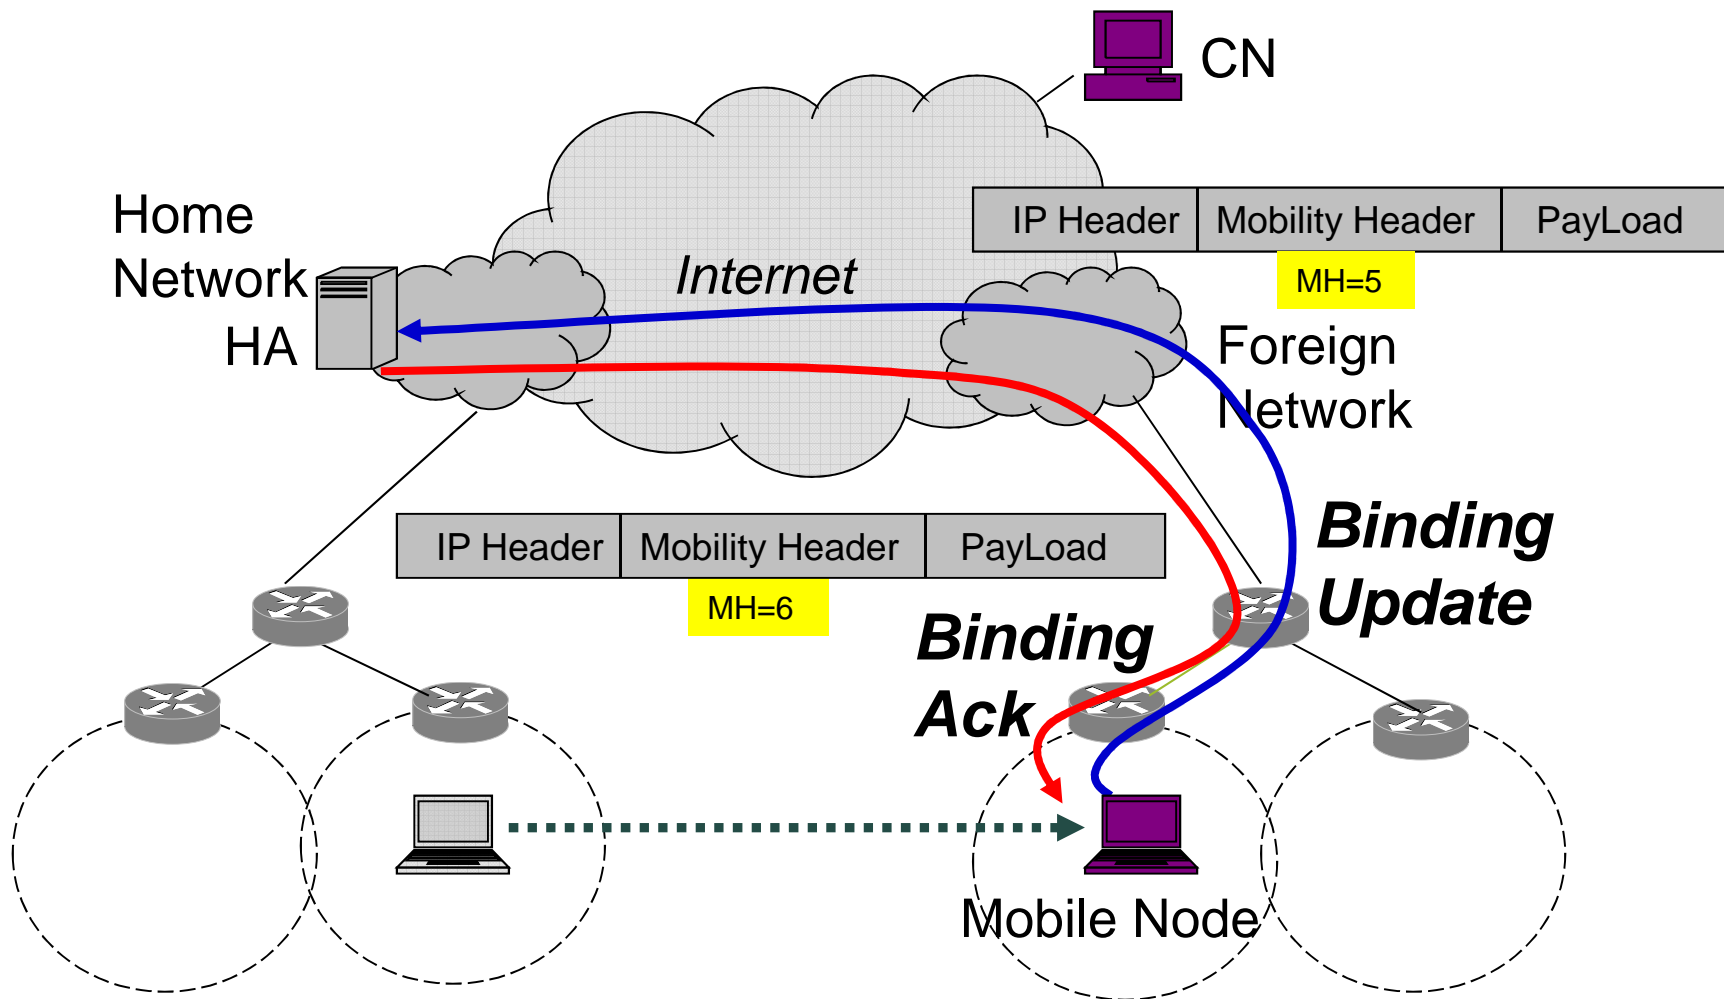 CN
Home
Network
HA
IP Header Mobility Header PayLoad
MH=5
Internet
Foreign
Network
IP Header Mobility Header PayLoad
MH=6
Binding
Update
Binding
Ack
Mobile Node